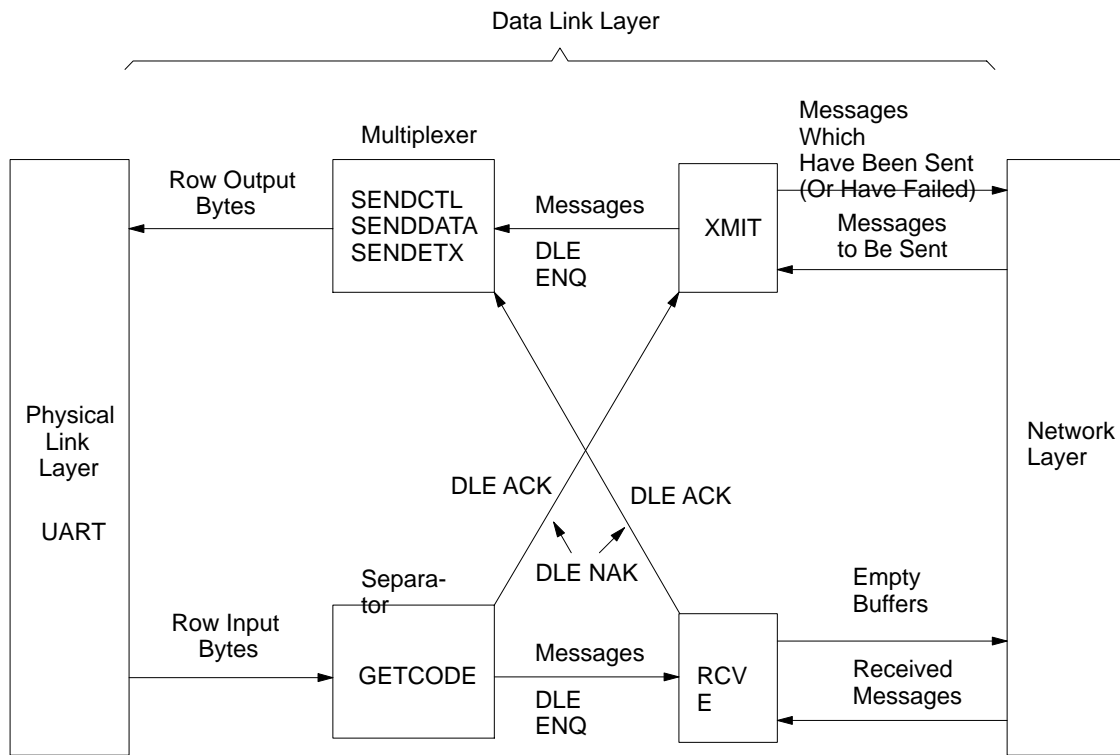 Data Link Layer
Messages
Which
Have Been Sent
(Or Have Failed)
Multiplexer
Row Output
Bytes
SENDCTL
SENDDATA
SENDETX
Messages
DLE
ENQ
XMIT
Messages
to Be Sent
Physical
Link
Layer
UART
Network
Layer
DLE ACK
DLE ACK
DLE NAK
Separa-
tor
Empty
Buffers
Row Input
Bytes
GETCODE
Messages
DLE
ENQ
RCV
E
Received
Messages